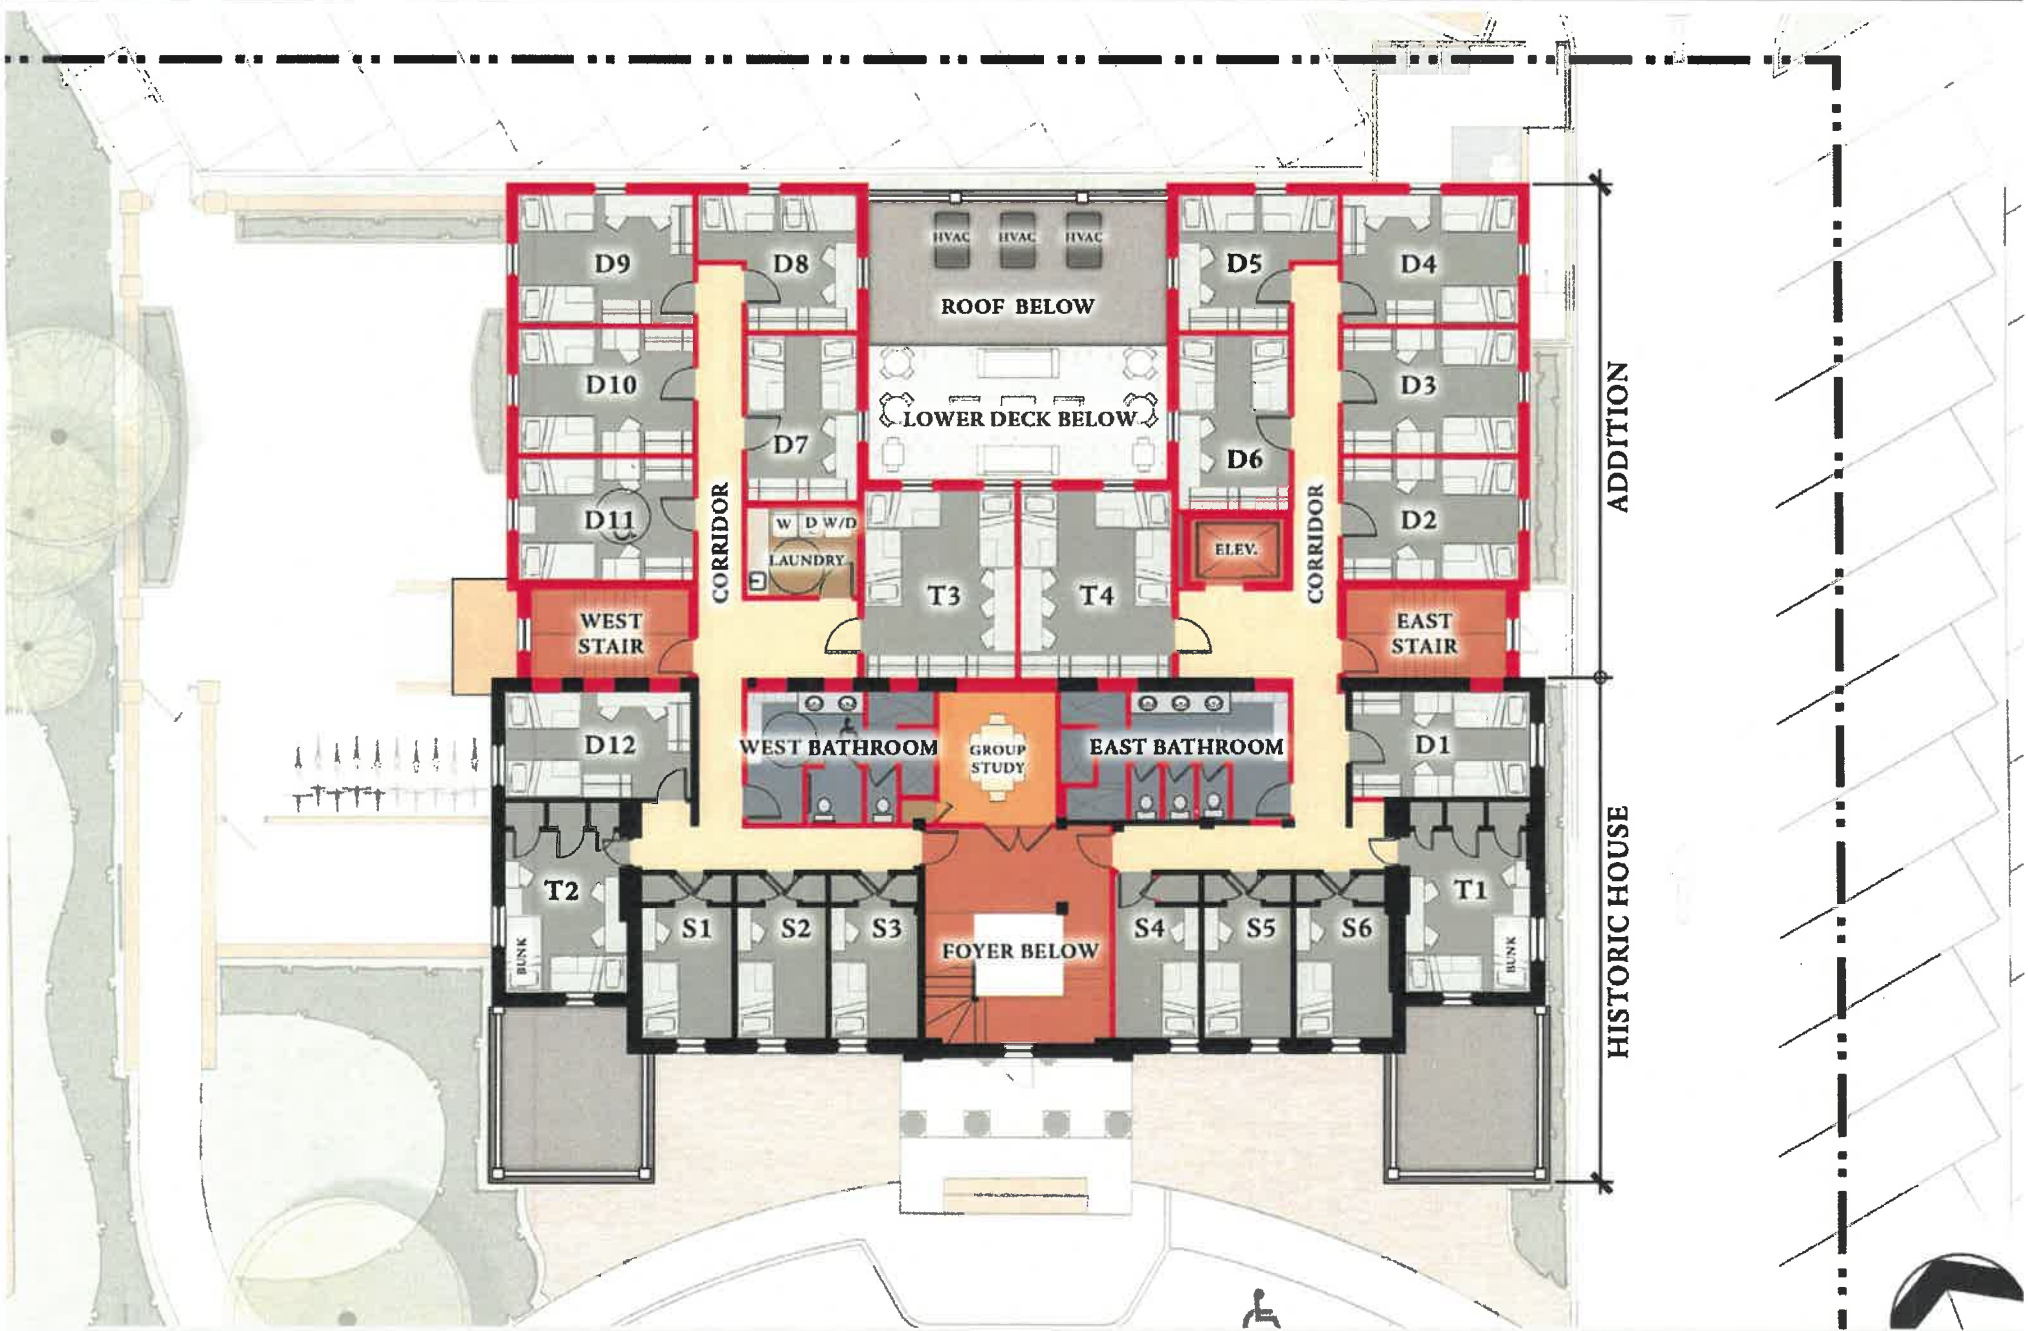 HVAC HVAC HVAC
D9 D8 D5 D4
ROOF BELOW
D10 D3
LOWER DECK BELOW
D7 D6
D11 D2
CORRIDOR CORRIDOR
W D W/D
LAUNDRY
ELEV.
T3 T4
WEST
STAIR
EAST
STAIR
ADDITION
D12 D1
WEST BATHROOM
GROUP
STUDY
EAST BATHROOM
T2 T1
S1 S2 S3 S4 S5 S6
FOYER BELOW
BUNK BUNK
HISTORIC HOUSE